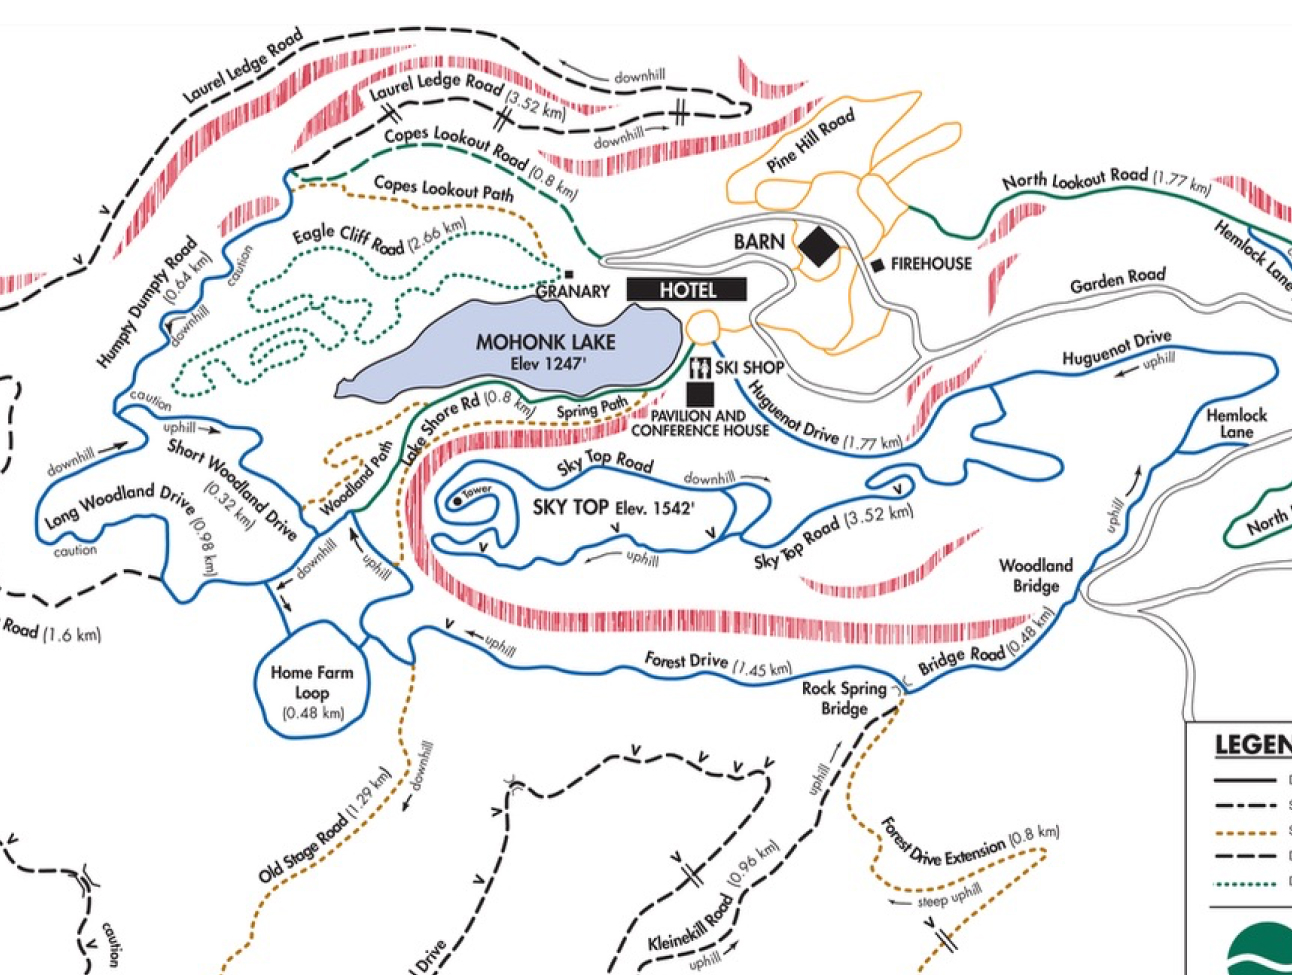 Laurel Ledge Road
downhill
Laurel Ledge Road (3.52 km)
downhill
Copes Lookout Road (0.8 km)
Pine Hill Road
Copes Lookout Path
North Lookout Road (1.77 km)
Hemlock Lane
Eagle Cliff Road (2.66 km)
BARN
FIREHOUSE
Humpty Dumpty Road
(0.64 km)
caution
downhill
GRANARY
HOTEL
Garden Road
MOHONK LAKE
Elev 1247'
SKI SHOP
PAVILION AND
CONFERENCE HOUSE
Huguenot Drive
uphill
Huguenot Drive (1.77 km)
Hemlock
Lane
caution
uphill
Lake Shore Rd (0.8 km)
Spring Path
downhill
Short Woodland Drive
(0.32 km)
Woodland Path
Sky Top Road
downhill
Tower
SKY TOP Elev. 1542'
Long Woodland Drive (0.98 km)
caution
uphill
Sky Top Road (3.52 km)
uphill
North
downhill
uphill
Woodland
Bridge
Road (1.6 km)
uphill
Forest Drive (1.45 km)
Bridge Road (0.48 km)
Home Farm
Loop
(0.48 km)
Rock Spring
Bridge
LEGEN
downhill
uphill
Old Stage Road (1.29 km)
Forest Drive Extension (0.8 km)
steep uphill
Kleinekill Road (0.96 km)
uphill
caution
Drive